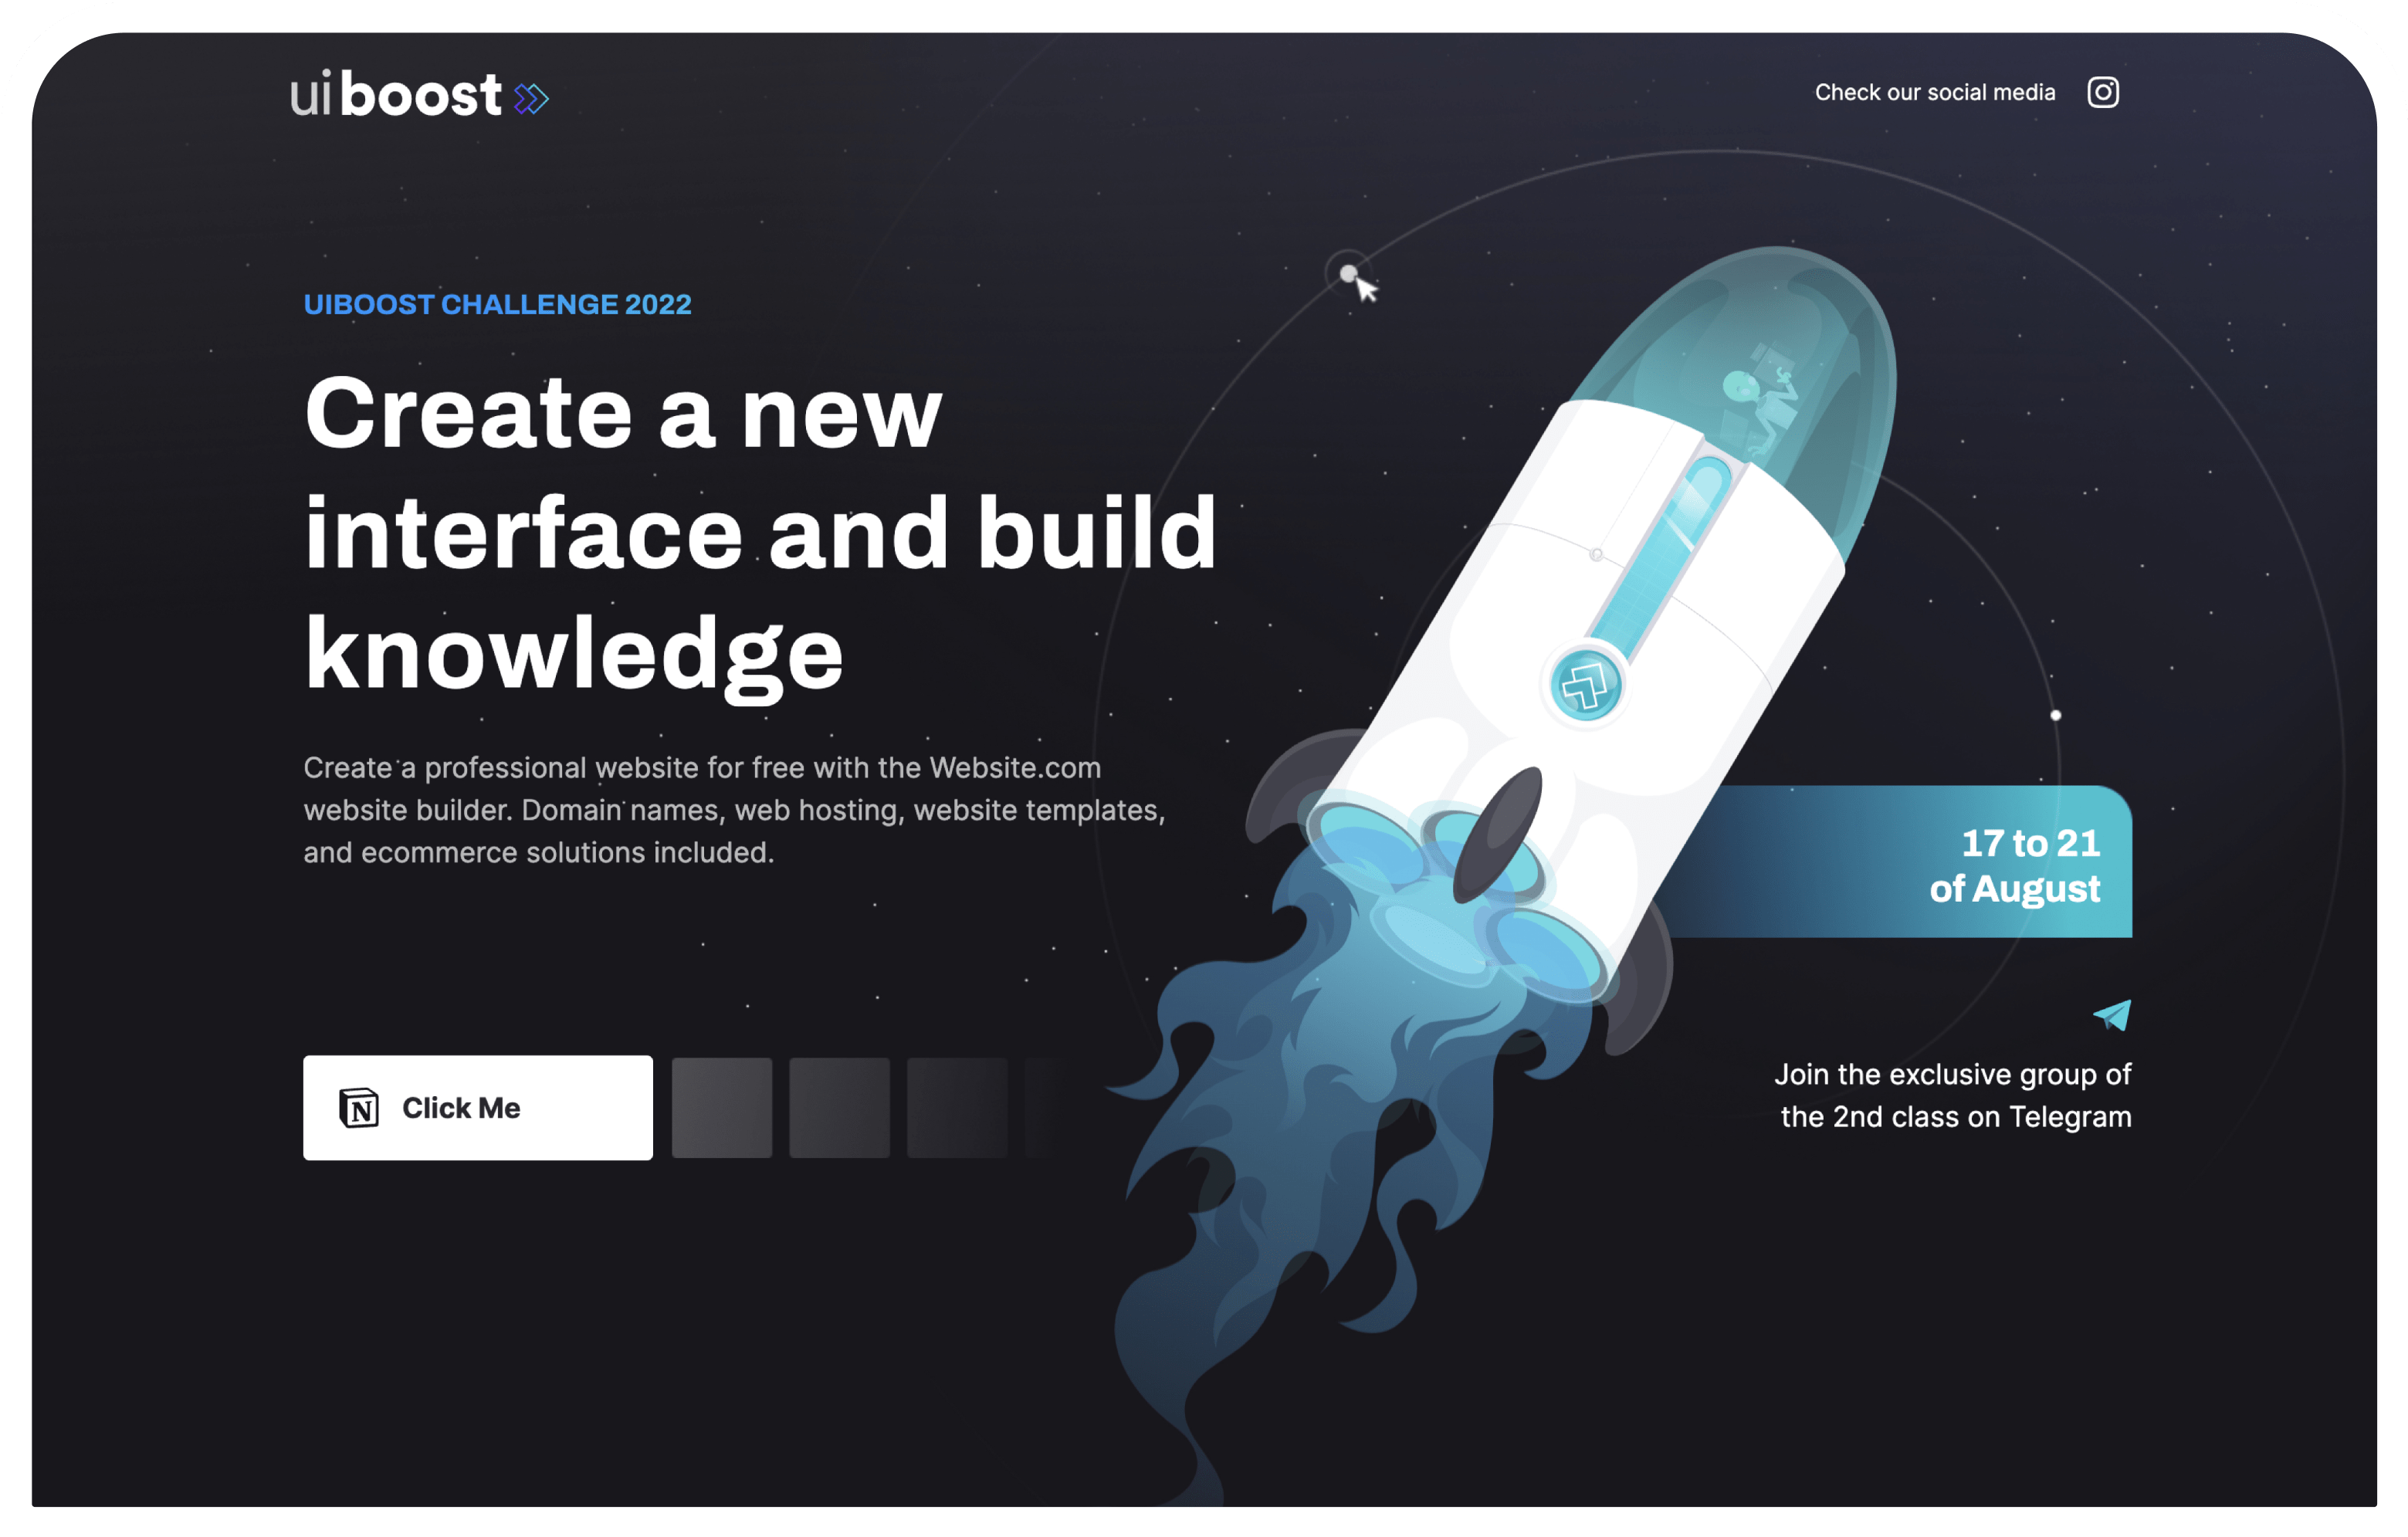 uiboost
Check our social media
UIBOOST CHALLENGE 2022
Create a new
interface and build
knowledge
Create a professional website for free with the Website.com
website builder. Domain names, web hosting, website templates,
and ecommerce solutions included.
17 to 21
of August
N Click Me
Join the exclusive group of
the 2nd class on Telegram